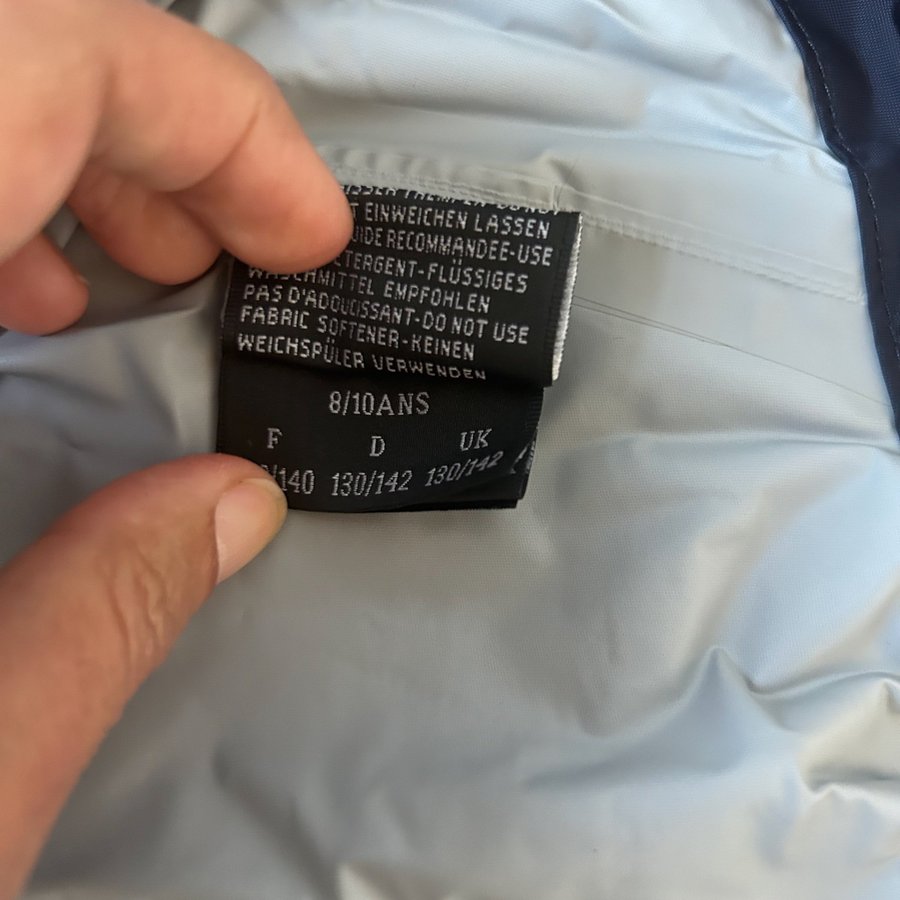 EINWEICHEN LASSEN
RECOMMANDEE-USE
TERGENT-FLÜSSIGES
WASCHMITTEL EMPFOHLEN
PAS D'ADOUCISSANT-DO NOT USE
FABRIC SOFTENER-KEINEN
WEICHSPÜLER VERWENDEN
8/10ANS
F D UK
/140 130/142 130/142